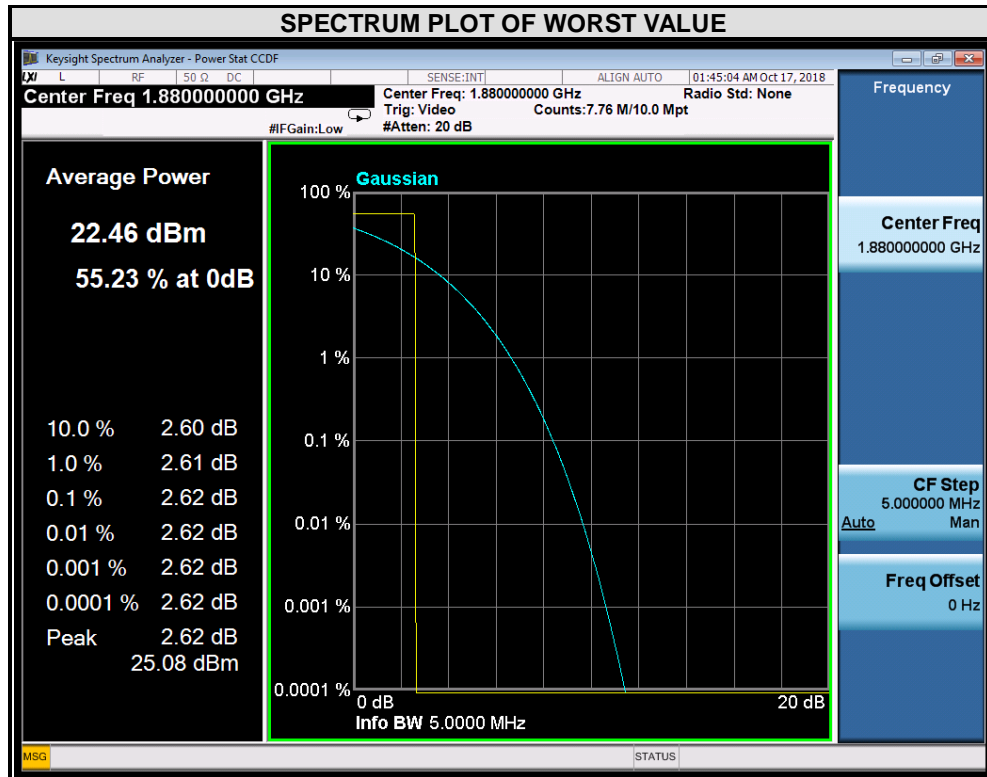 SPECTRUM PLOT OF WORST VALUE
Keysight Spectrum Analyzer - Power Stat CCDF
LXI L RF 50 Ω DC SENSE:INT ALIGN AUTO 01:45:04 AM Oct 17, 2018
Center Freq 1.880000000 GHz
Center Freq: 1.880000000 GHz Radio Std: None
Trig: Video Counts:7.76 M/10.0 Mpt
#IFGain:Low #Atten: 20 dB
Average Power
22.46 dBm
55.23 % at 0dB
10.0 % 2.60 dB
1.0 % 2.61 dB
0.1 % 2.62 dB
0.01 % 2.62 dB
0.001 % 2.62 dB
0.0001 % 2.62 dB
Peak 2.62 dB
25.08 dBm
Gaussian
100 %
10 %
1 %
0.1 %
0.01 %
0.001 %
0.0001 %
0 dB 20 dB
Info BW 5.0000 MHz
Frequency
Center Freq
1.880000000 GHz
CF Step
5.000000 MHz
Auto Man
Freq Offset
0 Hz
MSG STATUS